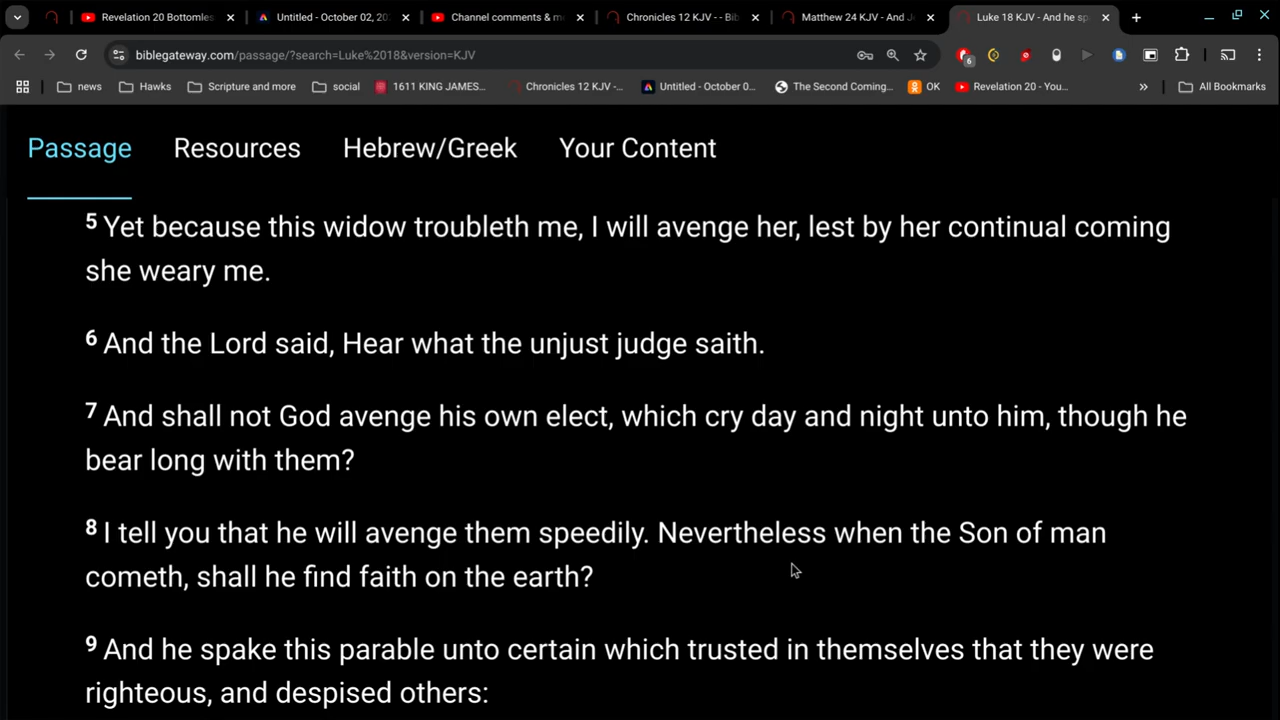 Revelation 20 Bottomles
Untitled - October 02, 20
Channel comments & m
Chronicles 12 KJV - - Bib
Matthew 24 KJV - And J
Luke 18 KJV - And he sp
biblegateway.com/passage/?search=Luke%2018&version=KJV
6
news
Hawks
Scripture and more
social
1611 KING JAMES...
Chronicles 12 KJV -...
Untitled - October 0...
The Second Coming...
OK
Revelation 20 - You...
All Bookmarks
Passage
Resources
Hebrew/Greek
Your Content
5 Yet because this widow troubleth me, I will avenge her, lest by her continual coming
she weary me.
6 And the Lord said, Hear what the unjust judge saith.
7 And shall not God avenge his own elect, which cry day and night unto him, though he
bear long with them?
8 I tell you that he will avenge them speedily. Nevertheless when the Son of man
cometh, shall he find faith on the earth?
9 And he spake this parable unto certain which trusted in themselves that they were
righteous, and despised others: